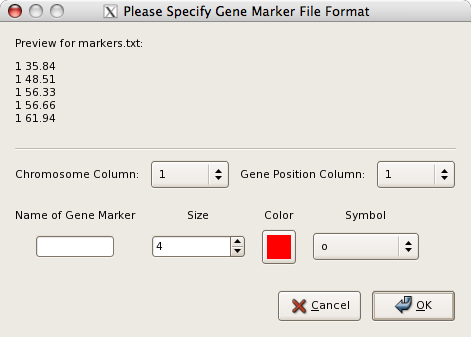 Please Specify Gene Marker File Format
Preview for markers.txt:
1 35.84
1 48.51
1 56.33
1 56.66
1 61.94
Chromosome Column: 1 Gene Position Column: 1
Name of Gene Marker Size Color Symbol
4 o
Cancel OK